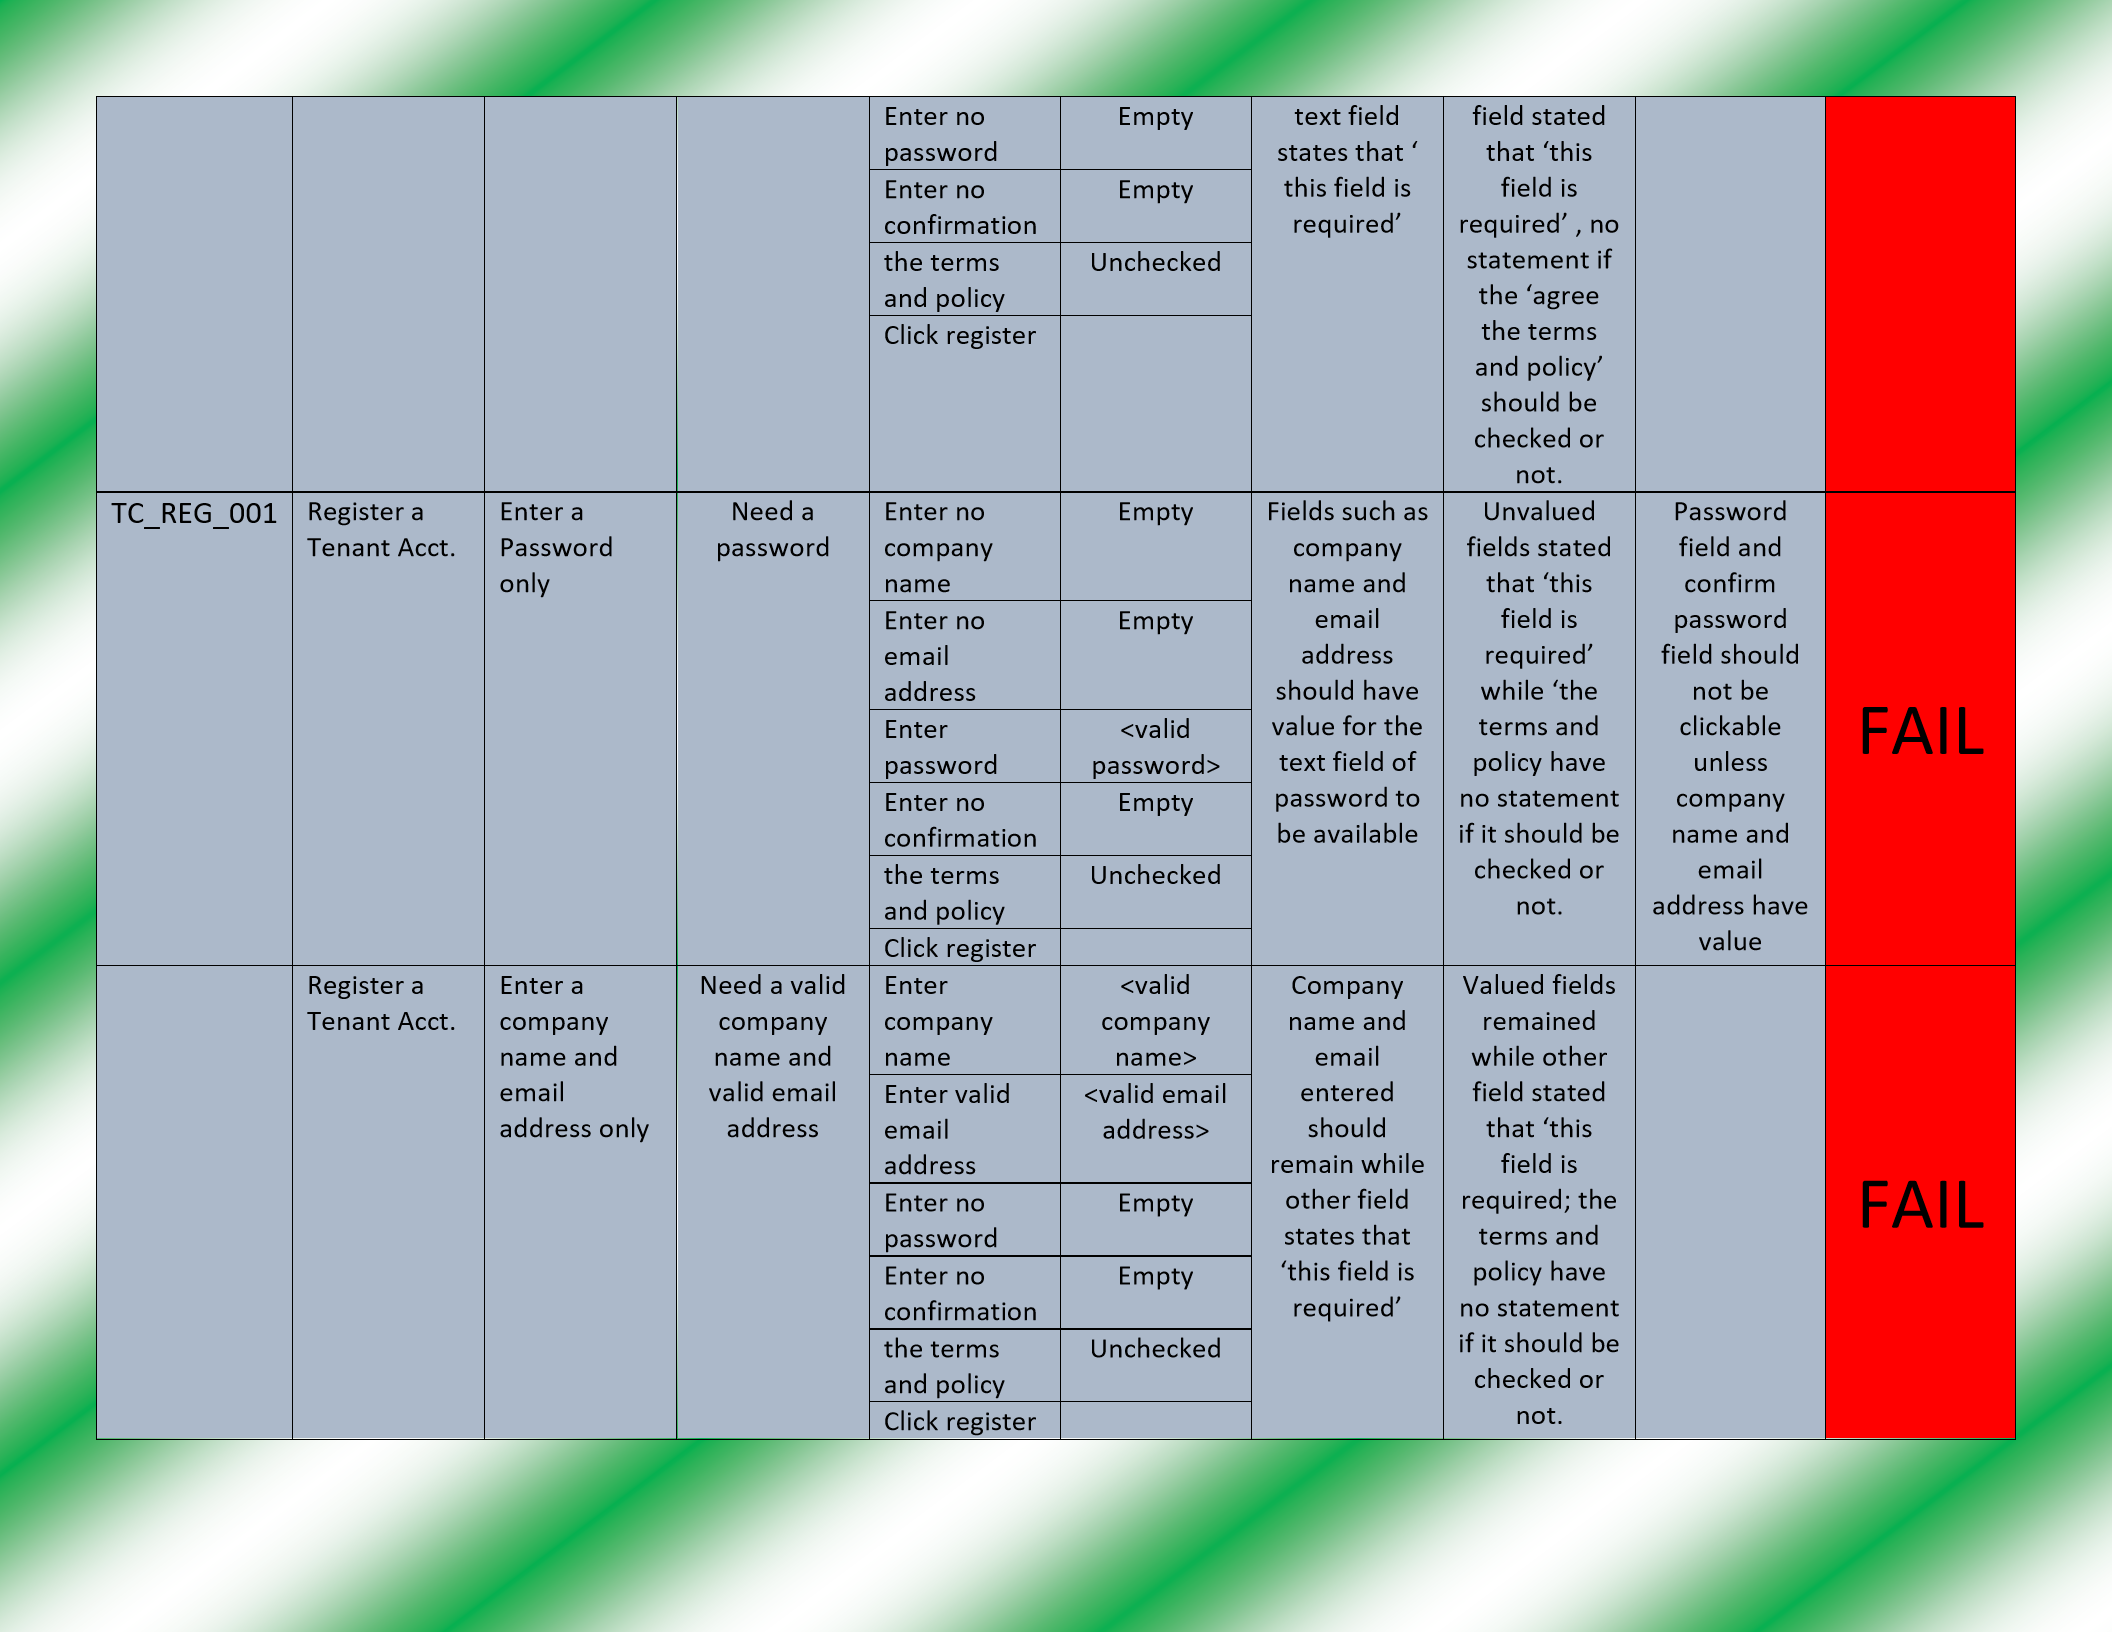 Enter no
password
Empty
Enter no
confirmation
Empty
the terms
and policy
Unchecked
Click register
text field
states that ‘
this field is
required’
field stated
that ‘this
field is
required’ , no
statement if
the ‘agree
the terms
and policy’
should be
checked or
not.
TC_REG_001
Register a
Tenant Acct.
Enter a
Password
only
Need a
password
Enter no
company
name
Empty
Enter no
email
address
Empty
Enter
password
<valid
password>
Enter no
confirmation
Empty
the terms
and policy
Unchecked
Click register
Fields such as
company
name and
email
address
should have
value for the
text field of
password to
be available
Unvalued
fields stated
that ‘this
field is
required’
while ‘the
terms and
policy have
no statement
if it should be
checked or
not.
Password
field and
confirm
password
field should
not be
clickable
unless
company
name and
email
address have
value
FAIL
Register a
Tenant Acct.
Enter a
company
name and
email
address only
Need a valid
company
name and
valid email
address
Enter
company
name
<valid
company
name>
Enter valid
email
address
<valid email
address>
Enter no
password
Empty
Enter no
confirmation
Empty
the terms
and policy
Unchecked
Click register
Company
name and
email
entered
should
remain while
other field
states that
‘this field is
required’
Valued fields
remained
while other
field stated
that ‘this
field is
required; the
terms and
policy have
no statement
if it should be
checked or
not.
FAIL